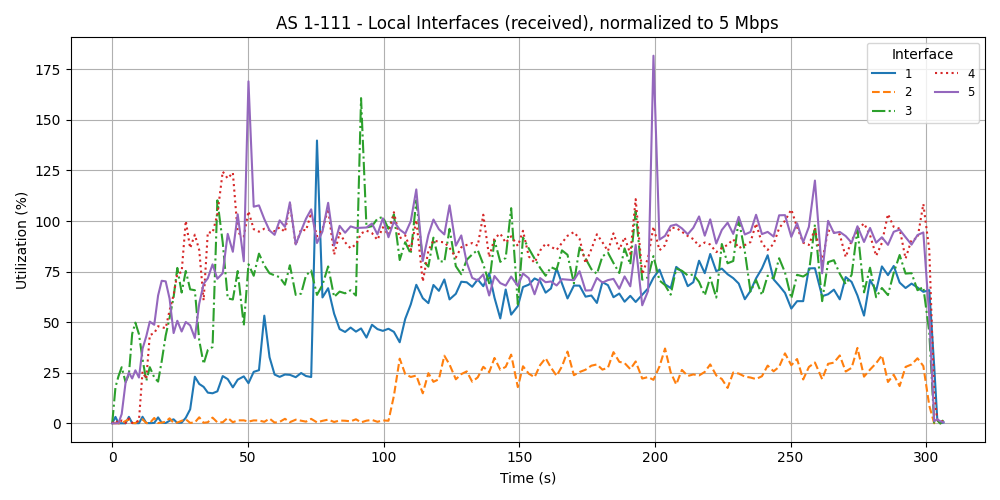 AS 1-111 - Local Interfaces (received), normalized to 5 Mbps
Utilization (%)
175
150
125
100
75
50
25
0
0 50 100 150 200 250 300
Time (s)
Interface
1 4
2 5
3